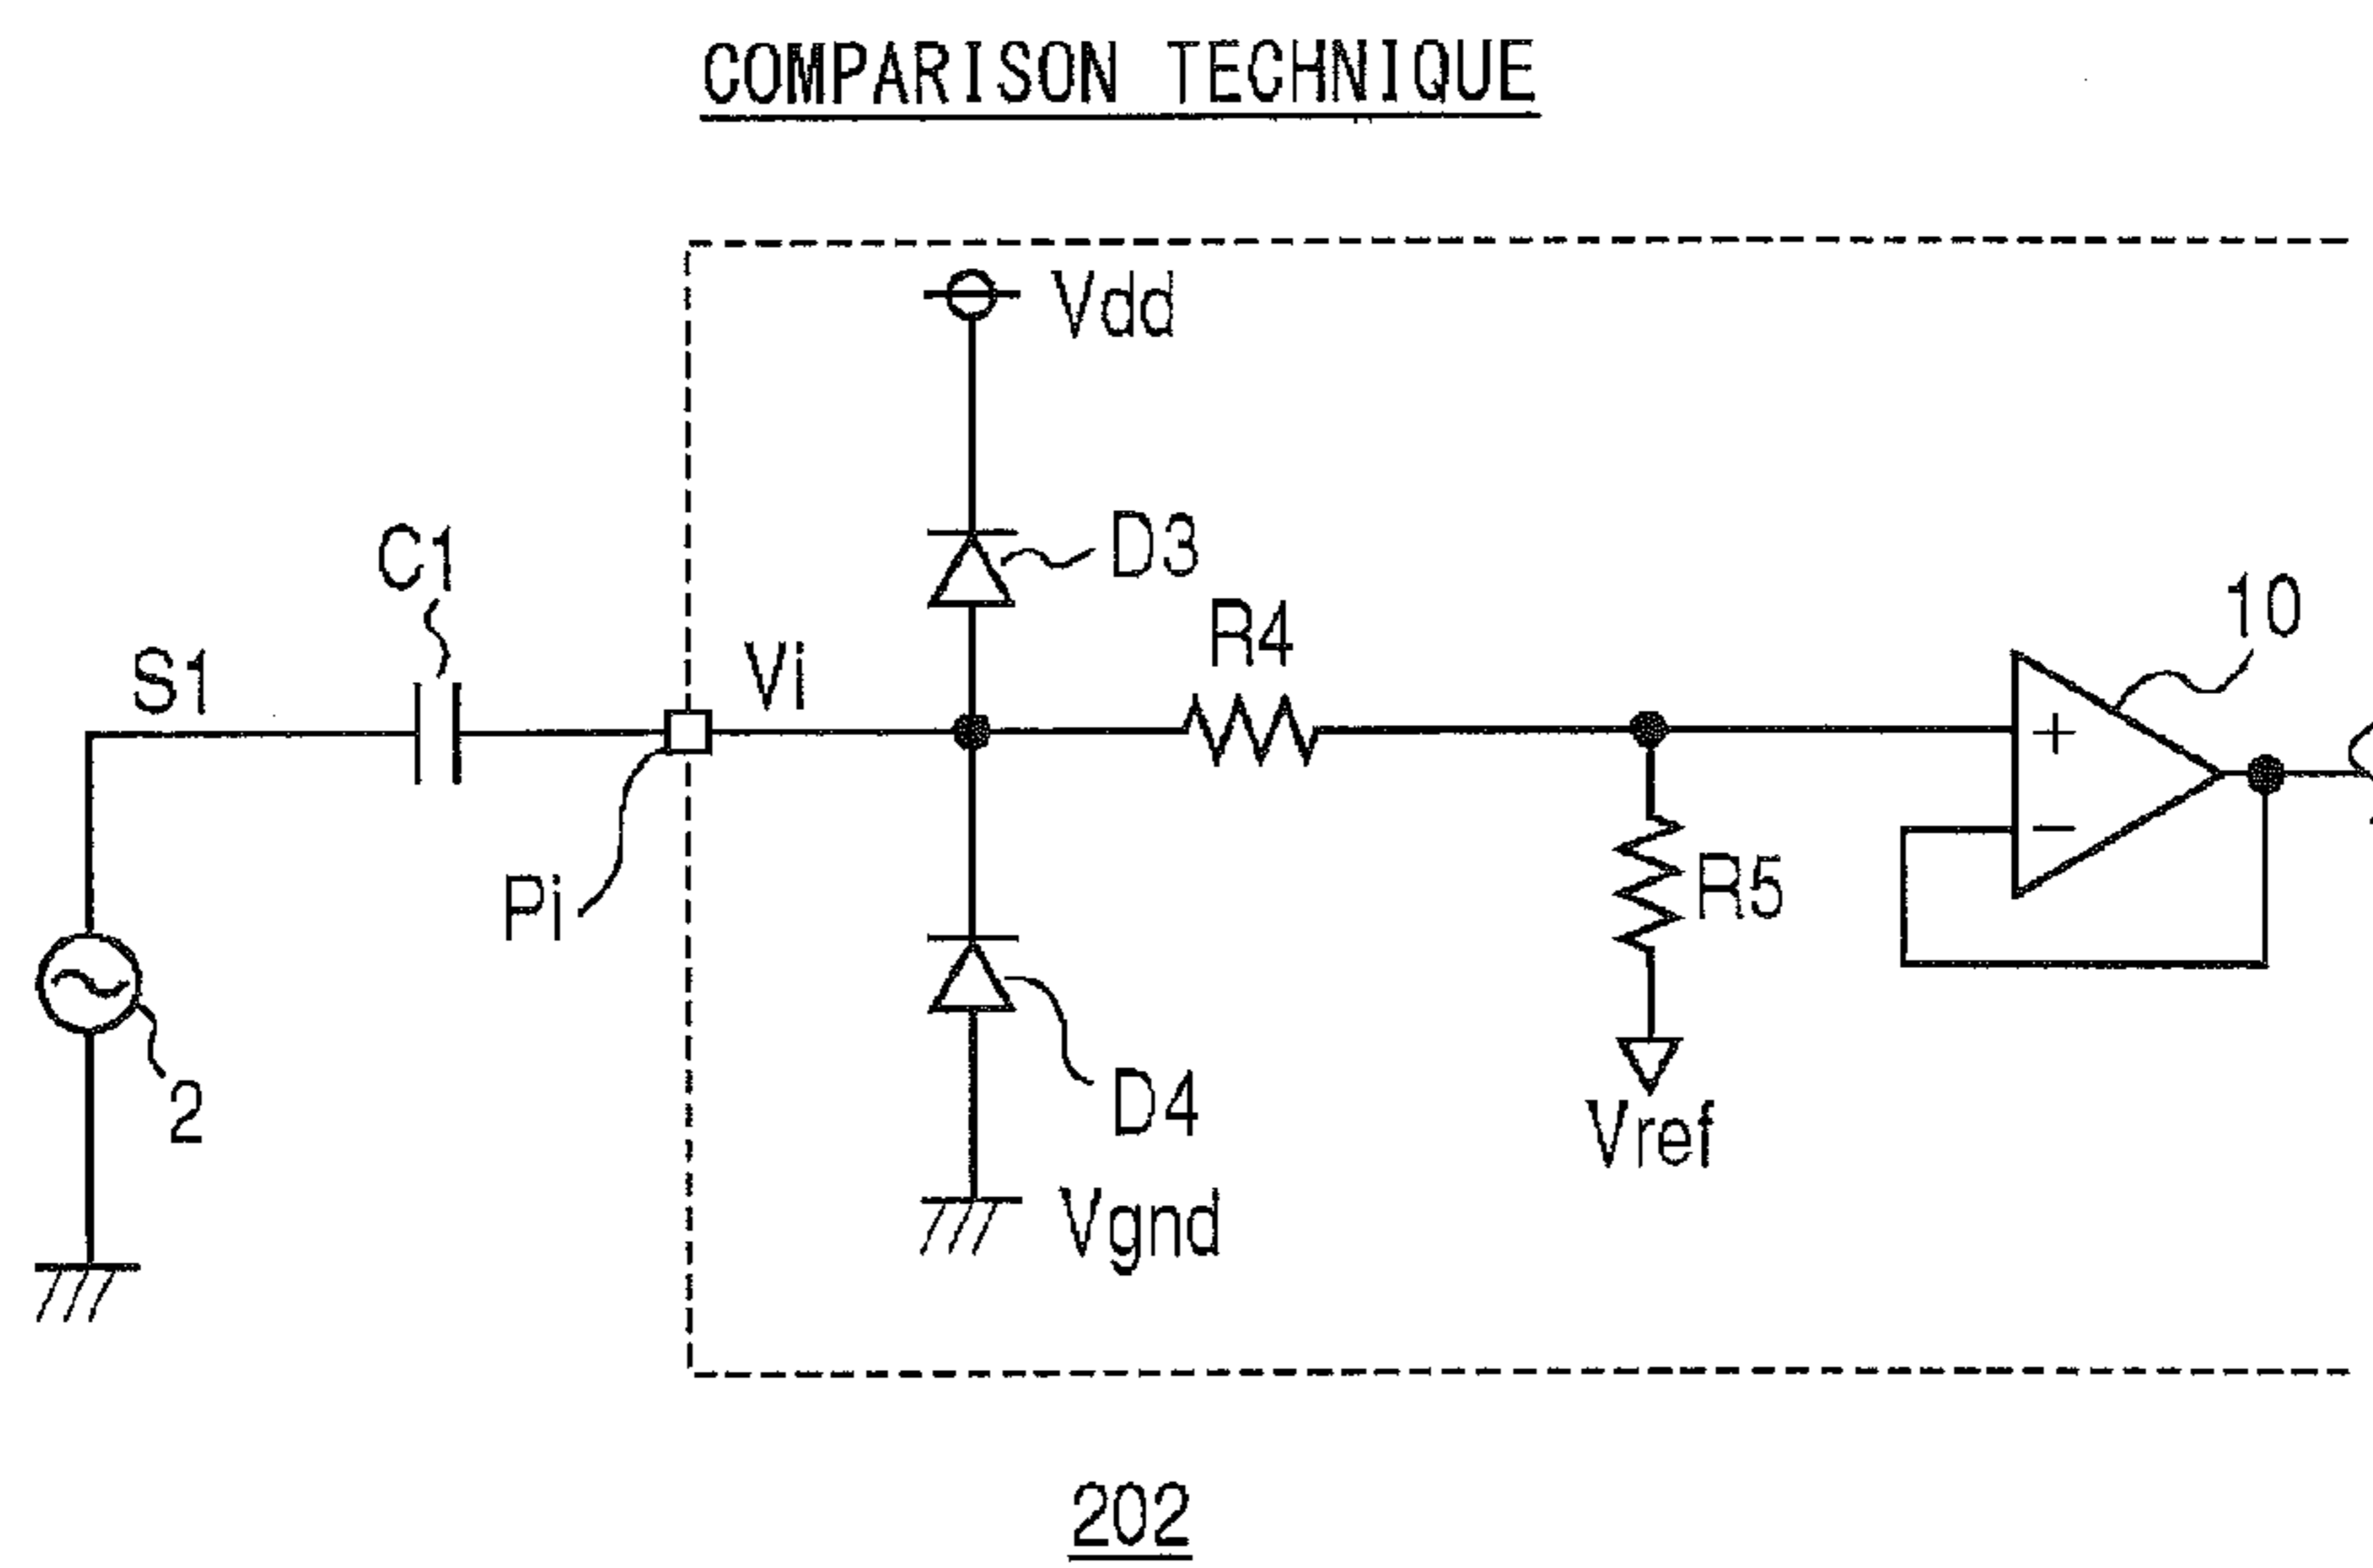 COMPARISON TECHNIQUE
Vdd
C1
D3
S1
Vi
R4
10
+
−
Pi
R5
2
D4
Vref
Vgnd
202